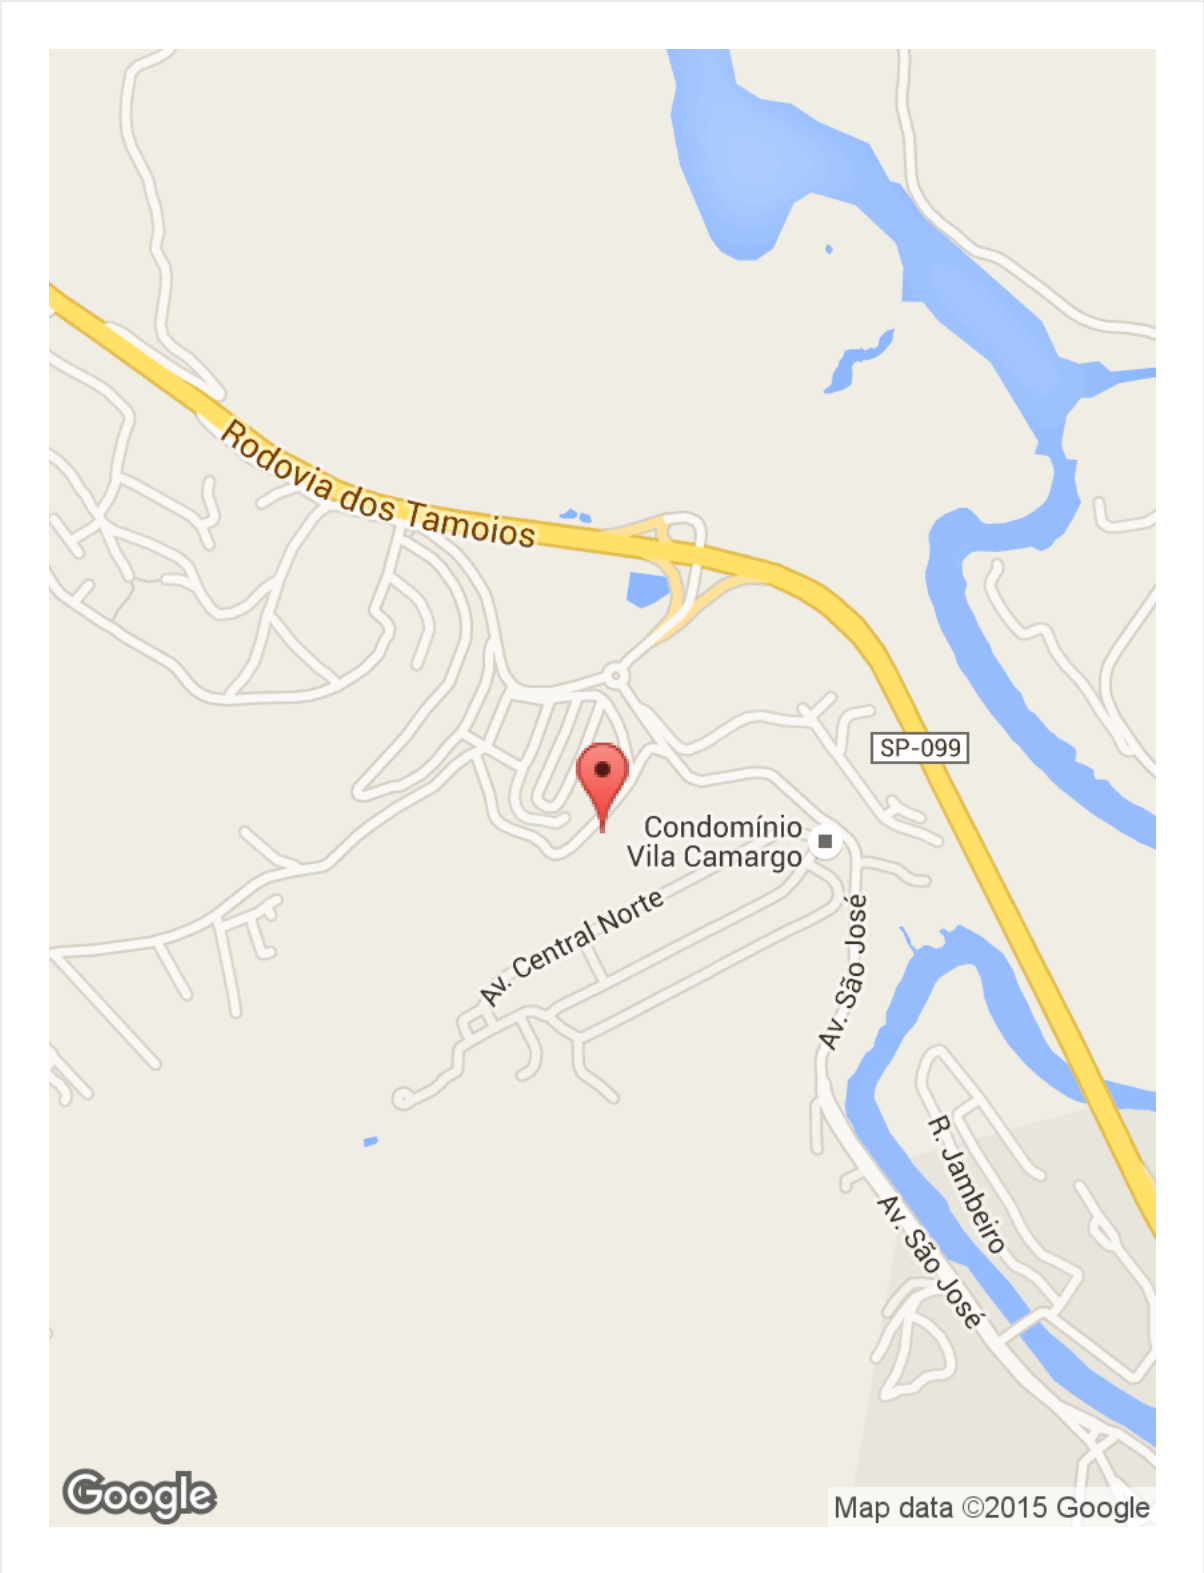 Rodovia dos Tamoios
SP-099
Condomínio
Vila Camargo
Av. Central Norte
Av. São José
R. Jambeiro
Av. São José
Google
Map data ©2015 Google